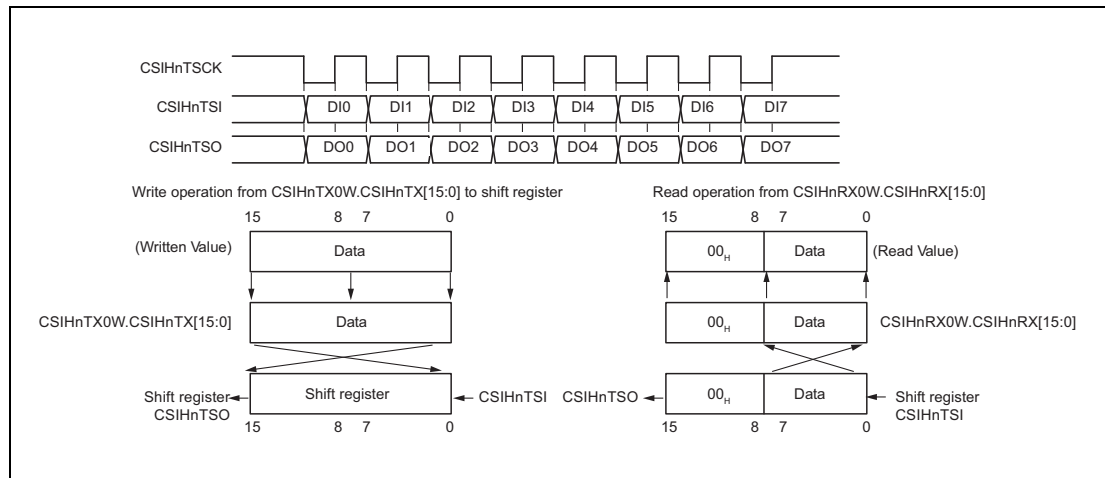 CSIHnTSCK
CSIHnTSI DI0 DI1 DI2 DI3 DI4 DI5 DI6 DI7
CSIHnTSO DO0 DO1 DO2 DO3 DO4 DO5 DO6 DO7
Write operation from CSIHnTX0W.CSIHnTX[15:0] to shift register
15 8 7 0
(Written Value) Data
CSIHnTX0W.CSIHnTX[15:0] Data
Shift register
CSIHnTSO
Shift register
CSIHnTSI
15 8 7 0
Read operation from CSIHnRX0W.CSIHnRX[15:0]
15 8 7 0
00H Data (Read Value)
00H Data CSIHnRX0W.CSIHnRX[15:0]
CSIHnTSO 00H Data
Shift register
CSIHnTSI
15 8 7 0